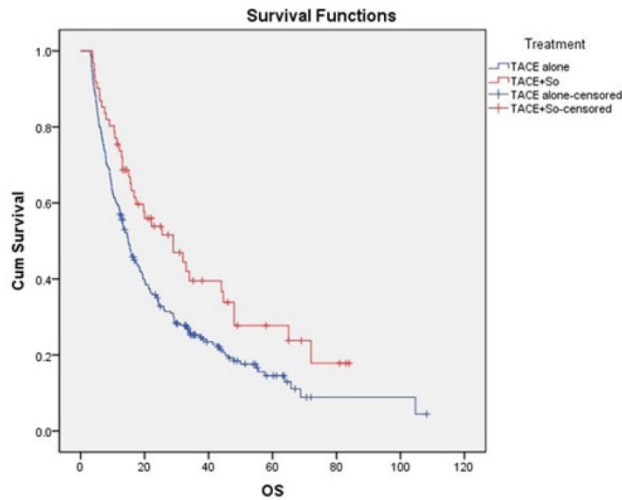 Survival Functions
Treatment
TACE alone
TACE+So
TACE alone-censored
TACE+So-censored
Cum Survival
1.0
0.8
0.6
0.4
0.2
0.0
0 20 40 60 80 100 120
OS